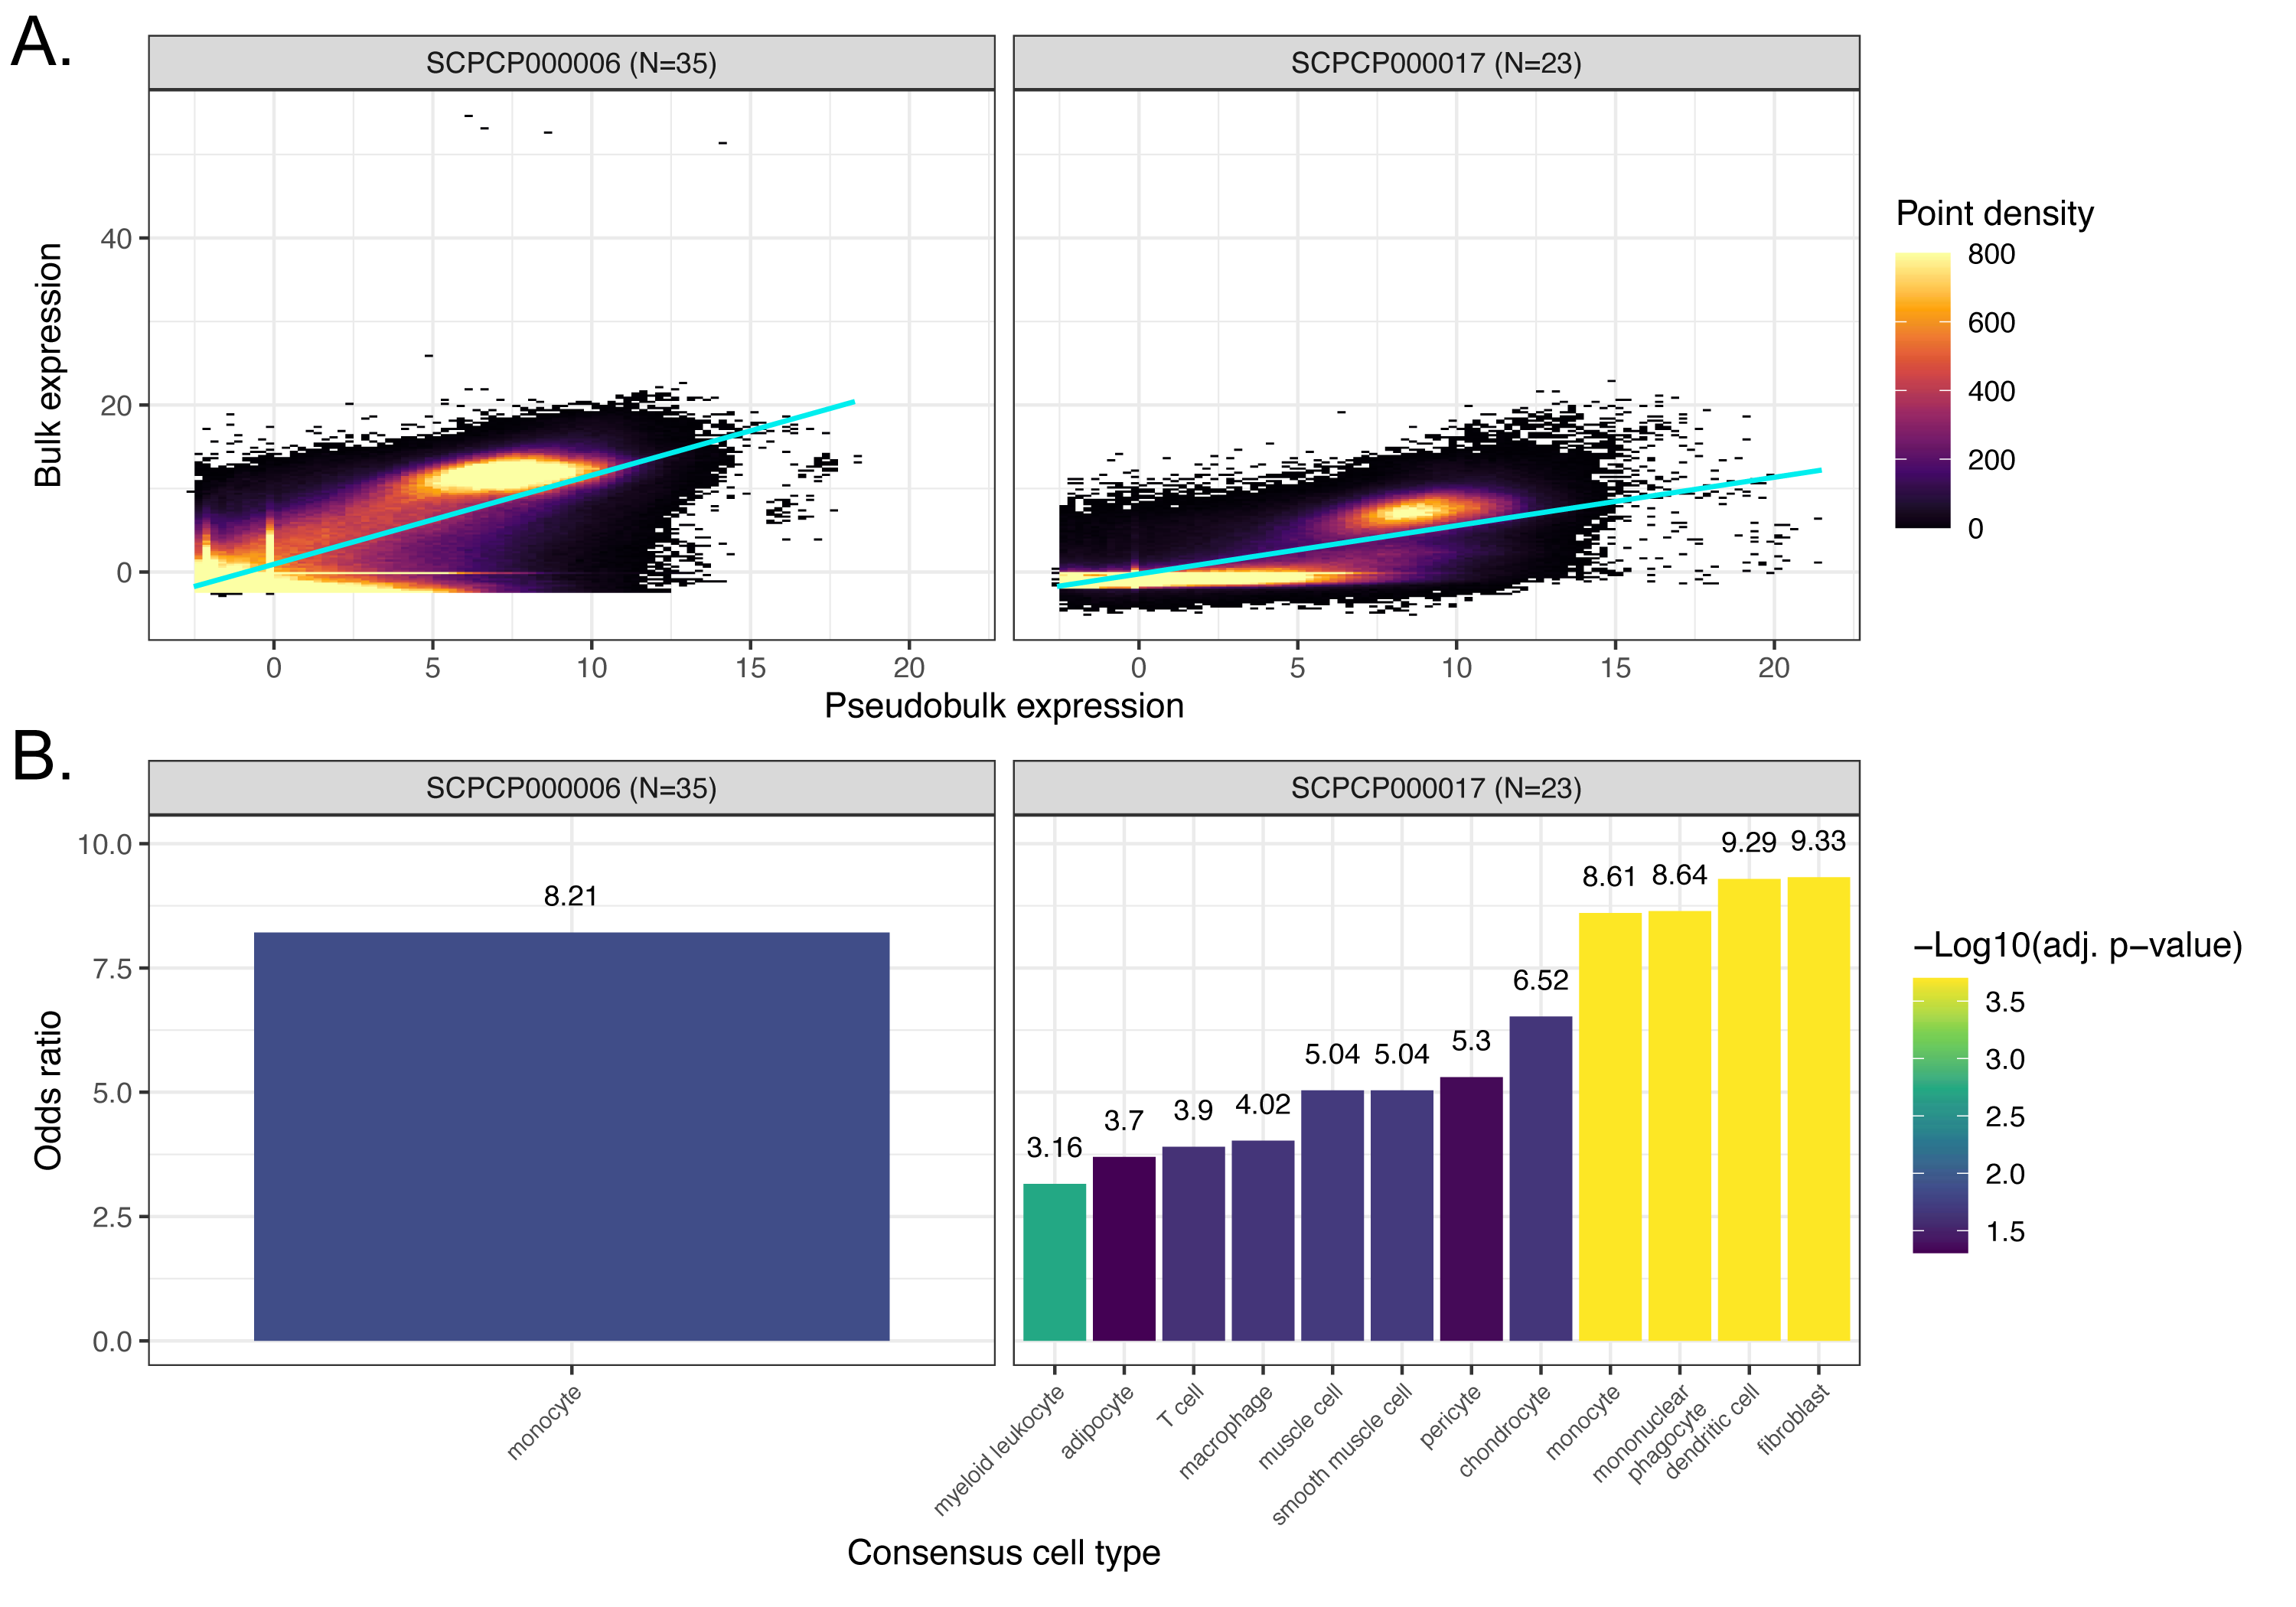 A.
SCPCP000006 (N=35)
SCPCP000017 (N=23)
Bulk expression
40
20
0
0
5
10
15
20
0
5
10
15
20
Pseudobulk expression
Point density
800
600
400
200
0
B.
SCPCP000006 (N=35)
SCPCP000017 (N=23)
Odds ratio
10.0
7.5
5.0
2.5
0.0
8.21
3.16
3.7
3.9
4.02
5.04
5.04
5.3
6.52
8.61
8.64
9.29
9.33
monocyte
myeloid leukocyte
adipocyte
T cell
macrophage
muscle cell
smooth muscle cell
pericyte
chondrocyte
monocyte
mononuclear
phagocyte
dendritic cell
fibroblast
Consensus cell type
−Log10(adj. p−value)
3.5
3.0
2.5
2.0
1.5